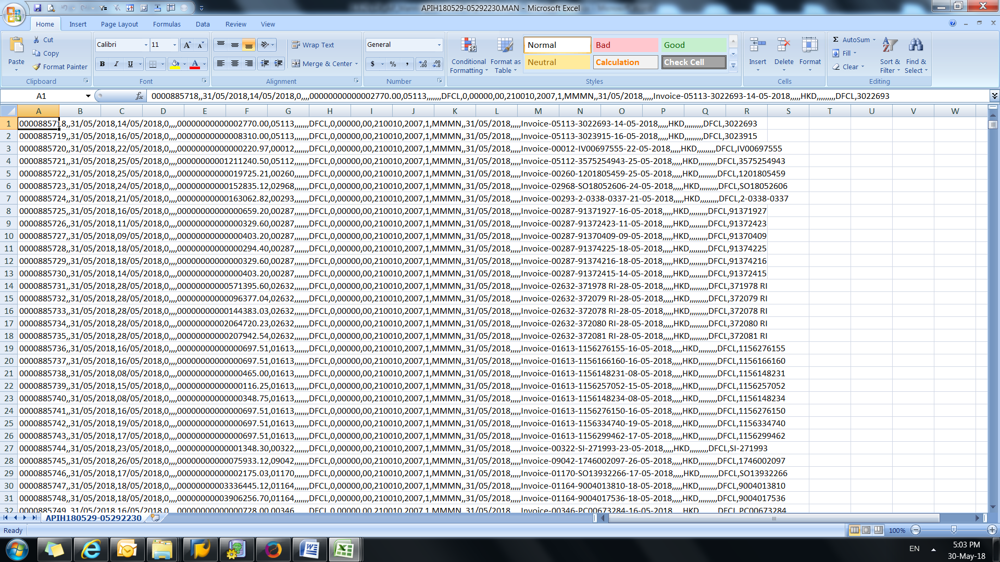 APIH180529-05292230.MAN - Microsoft Excel
Home Insert Page Layout Formulas Data Review View
Paste
Cut
Copy
Format Painter
Clipboard
Calibri 11
B I U
Font
Wrap Text
Merge & Center
Alignment
General
$ % ,
Number
Conditional Formatting
Format as Table
Normal Bad Good
Neutral Calculation Check Cell
Styles
Insert Delete Format
Cells
Σ AutoSum
Fill
Clear
Sort & Filter
Find & Select
Editing
A1 fx 0000885718,,31/05/2018,14/05/2018,0,,,,00000000000002770.00,05113,,,,,,,DFCL,0,00000,00,210010,2007,1,MMMN,,31/05/2018,,,,,Invoice-05113-3022693-14-05-2018,,,,,HKD,,,,,,,,,DFCL,3022693
A B C D E F G H I J K L M N O P Q R S T U V W
1 0000885718,,31/05/2018,14/05/2018,0,,,,00000000000002770.00,05113,,,,,,,DFCL,0,00000,00,210010,2007,1,MMMN,,31/05/2018,,,,,Invoice-05113-3022693-14-05-2018,,,,,HKD,,,,,,,,,DFCL,3022693
2 0000885719,,31/05/2018,16/05/2018,0,,,,00000000000008310.00,05113,,,,,,,DFCL,0,00000,00,210010,2007,1,MMMN,,31/05/2018,,,,,Invoice-05113-3023915-16-05-2018,,,,,HKD,,,,,,,,,DFCL,3023915
3 0000885720,,31/05/2018,22/05/2018,0,,,,00000000000000220.97,00012,,,,,,,DFCL,0,00000,00,210010,2007,1,MMMN,,31/05/2018,,,,,Invoice-00012-IV00697555-22-05-2018,,,,,HKD,,,,,,,,,DFCL,IV00697555
4 0000885721,,31/05/2018,25/05/2018,0,,,,00000000001211240.50,05112,,,,,,,DFCL,0,00000,00,210010,2007,1,MMMN,,31/05/2018,,,,,Invoice-05112-3575254943-25-05-2018,,,,,HKD,,,,,,,,,DFCL,3575254943
5 0000885722,,31/05/2018,25/05/2018,0,,,,00000000000019725.21,00260,,,,,,,DFCL,0,00000,00,210010,2007,1,MMMN,,31/05/2018,,,,,Invoice-00260-1201805459-25-05-2018,,,,,HKD,,,,,,,,,DFCL,1201805459
6 0000885723,,31/05/2018,24/05/2018,0,,,,00000000000152835.12,02968,,,,,,,DFCL,0,00000,00,210010,2007,1,MMMN,,31/05/2018,,,,,Invoice-02968-SO18052606-24-05-2018,,,,,HKD,,,,,,,,,DFCL,SO18052606
7 0000885724,,31/05/2018,21/05/2018,0,,,,00000000000163062.82,00293,,,,,,,DFCL,0,00000,00,210010,2007,1,MMMN,,31/05/2018,,,,,Invoice-00293-2-0338-0337-21-05-2018,,,,,HKD,,,,,,,,,DFCL,2-0338-0337
8 0000885725,,31/05/2018,16/05/2018,0,,,,00000000000000659.20,00287,,,,,,,DFCL,0,00000,00,210010,2007,1,MMMN,,31/05/2018,,,,,Invoice-00287-91371927-16-05-2018,,,,,HKD,,,,,,,,,DFCL,91371927
9 0000885726,,31/05/2018,11/05/2018,0,,,,00000000000000329.60,00287,,,,,,,DFCL,0,00000,00,210010,2007,1,MMMN,,31/05/2018,,,,,Invoice-00287-91372423-11-05-2018,,,,,HKD,,,,,,,,,DFCL,91372423
10 0000885727,,31/05/2018,09/05/2018,0,,,,00000000000000403.20,00287,,,,,,,DFCL,0,00000,00,210010,2007,1,MMMN,,31/05/2018,,,,,Invoice-00287-91370409-09-05-2018,,,,,HKD,,,,,,,,,DFCL,91370409
11 0000885728,,31/05/2018,18/05/2018,0,,,,00000000000000294.40,00287,,,,,,,DFCL,0,00000,00,210010,2007,1,MMMN,,31/05/2018,,,,,Invoice-00287-91374225-18-05-2018,,,,,HKD,,,,,,,,,DFCL,91374225
12 0000885729,,31/05/2018,18/05/2018,0,,,,00000000000000329.60,00287,,,,,,,DFCL,0,00000,00,210010,2007,1,MMMN,,31/05/2018,,,,,Invoice-00287-91374216-18-05-2018,,,,,HKD,,,,,,,,,DFCL,91374216
13 0000885730,,31/05/2018,14/05/2018,0,,,,00000000000000403.20,00287,,,,,,,DFCL,0,00000,00,210010,2007,1,MMMN,,31/05/2018,,,,,Invoice-00287-91372415-14-05-2018,,,,,HKD,,,,,,,,,DFCL,91372415
14 0000885731,,31/05/2018,28/05/2018,0,,,,00000000000571395.60,02632,,,,,,,DFCL,0,00000,00,210010,2007,1,MMMN,,31/05/2018,,,,,Invoice-02632-371978 RI-28-05-2018,,,,,HKD,,,,,,,,,DFCL,371978 RI
15 0000885732,,31/05/2018,28/05/2018,0,,,,00000000000096377.04,02632,,,,,,,DFCL,0,00000,00,210010,2007,1,MMMN,,31/05/2018,,,,,Invoice-02632-372079 RI-28-05-2018,,,,,HKD,,,,,,,,,DFCL,372079 RI
16 0000885733,,31/05/2018,28/05/2018,0,,,,00000000000144383.03,02632,,,,,,,DFCL,0,00000,00,210010,2007,1,MMMN,,31/05/2018,,,,,Invoice-02632-372078 RI-28-05-2018,,,,,HKD,,,,,,,,,DFCL,372078 RI
17 0000885734,,31/05/2018,28/05/2018,0,,,,00000000002064720.23,02632,,,,,,,DFCL,0,00000,00,210010,2007,1,MMMN,,31/05/2018,,,,,Invoice-02632-372080 RI-28-05-2018,,,,,HKD,,,,,,,,,DFCL,372080 RI
18 0000885735,,31/05/2018,28/05/2018,0,,,,00000000000207942.54,02632,,,,,,,DFCL,0,00000,00,210010,2007,1,MMMN,,31/05/2018,,,,,Invoice-02632-372081 RI-28-05-2018,,,,,HKD,,,,,,,,,DFCL,372081 RI
19 0000885736,,31/05/2018,16/05/2018,0,,,,00000000000000697.51,01613,,,,,,,DFCL,0,00000,00,210010,2007,1,MMMN,,31/05/2018,,,,,Invoice-01613-1156276155-16-05-2018,,,,,HKD,,,,,,,,,DFCL,1156276155
20 0000885737,,31/05/2018,16/05/2018,0,,,,00000000000000697.51,01613,,,,,,,DFCL,0,00000,00,210010,2007,1,MMMN,,31/05/2018,,,,,Invoice-01613-1156166160-16-05-2018,,,,,HKD,,,,,,,,,DFCL,1156166160
21 0000885738,,31/05/2018,08/05/2018,0,,,,00000000000000465.00,01613,,,,,,,DFCL,0,00000,00,210010,2007,1,MMMN,,31/05/2018,,,,,Invoice-01613-1156148231-08-05-2018,,,,,HKD,,,,,,,,,DFCL,1156148231
22 0000885739,,31/05/2018,15/05/2018,0,,,,00000000000000116.25,01613,,,,,,,DFCL,0,00000,00,210010,2007,1,MMMN,,31/05/2018,,,,,Invoice-01613-1156257052-15-05-2018,,,,,HKD,,,,,,,,,DFCL,1156257052
23 0000885740,,31/05/2018,08/05/2018,0,,,,00000000000000348.75,01613,,,,,,,DFCL,0,00000,00,210010,2007,1,MMMN,,31/05/2018,,,,,Invoice-01613-1156148234-08-05-2018,,,,,HKD,,,,,,,,,DFCL,1156148234
24 0000885741,,31/05/2018,16/05/2018,0,,,,00000000000000697.51,01613,,,,,,,DFCL,0,00000,00,210010,2007,1,MMMN,,31/05/2018,,,,,Invoice-01613-1156276150-16-05-2018,,,,,HKD,,,,,,,,,DFCL,1156276150
25 0000885742,,31/05/2018,19/05/2018,0,,,,00000000000000697.51,01613,,,,,,,DFCL,0,00000,00,210010,2007,1,MMMN,,31/05/2018,,,,,Invoice-01613-1156334740-19-05-2018,,,,,HKD,,,,,,,,,DFCL,1156334740
26 0000885743,,31/05/2018,17/05/2018,0,,,,00000000000000697.51,01613,,,,,,,DFCL,0,00000,00,210010,2007,1,MMMN,,31/05/2018,,,,,Invoice-01613-1156299462-17-05-2018,,,,,HKD,,,,,,,,,DFCL,1156299462
27 0000885744,,31/05/2018,23/05/2018,0,,,,00000000000001348.30,00322,,,,,,,DFCL,0,00000,00,210010,2007,1,MMMN,,31/05/2018,,,,,Invoice-00322-SI-271993-23-05-2018,,,,,HKD,,,,,,,,,DFCL,SI-271993
28 0000885745,,31/05/2018,26/05/2018,0,,,,00000000000075933.12,09042,,,,,,,DFCL,0,00000,00,210010,2007,1,MMMN,,31/05/2018,,,,,Invoice-09042-1746002097-26-05-2018,,,,,HKD,,,,,,,,,DFCL,1746002097
29 0000885746,,31/05/2018,17/05/2018,0,,,,00000000000002175.03,01170,,,,,,,DFCL,0,00000,00,210010,2007,1,MMMN,,31/05/2018,,,,,Invoice-01170-SO13932266-17-05-2018,,,,,HKD,,,,,,,,,DFCL,SO13932266
30 0000885747,,31/05/2018,18/05/2018,0,,,,00000000003336445.12,01164,,,,,,,DFCL,0,00000,00,210010,2007,1,MMMN,,31/05/2018,,,,,Invoice-01164-9004013810-18-05-2018,,,,,HKD,,,,,,,,,DFCL,9004013810
31 0000885748,,31/05/2018,18/05/2018,0,,,,00000000003906256.70,01164,,,,,,,DFCL,0,00000,00,210010,2007,1,MMMN,,31/05/2018,,,,,Invoice-01164-9004017536-18-05-2018,,,,,HKD,,,,,,,,,DFCL,9004017536
32 0000885749,,31/05/2018,16/05/2018,0,,,,00000000000000728.00,00346,,,,,,,DFCL,0,00000,00,210010,2007,1,MMMN,,31/05/2018,,,,,Invoice-00346-PC00673284-16-05-2018,,,,,HKD,,,,,,,,,DFCL,PC00673284
APIH180529-05292230
Ready 100%
EN 5:03 PM
30-May-18